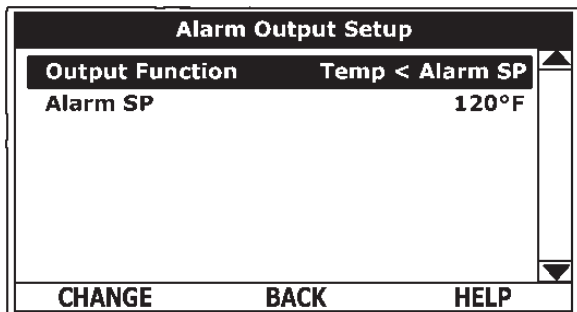 Alarm Output Setup
Output Function Temp < Alarm SP
Alarm SP 120°F
CHANGE BACK HELP